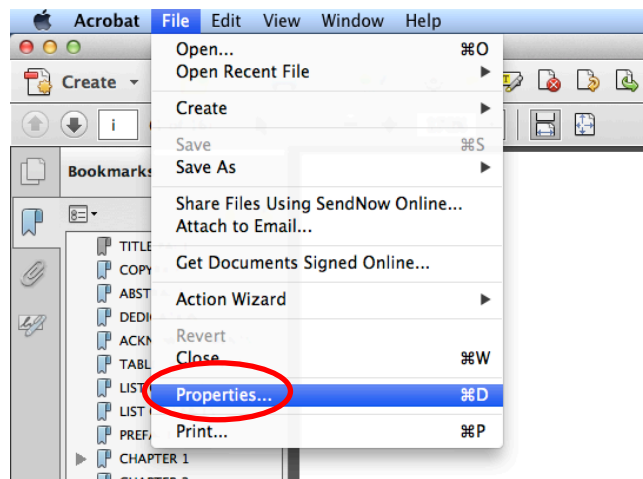 Acrobat File Edit View Window Help
Open... ⌘O
Open Recent File
Create
Create
i
Save ⌘S
Bookmarks
Save As
Share Files Using SendNow Online...
Attach to Email...
TITLE
Get Documents Signed Online...
COPY
ABST
Action Wizard
DEDI
ACKN
Revert
TABL
Close ⌘W
LIST
Properties... ⌘D
LIST
PREF
Print... ⌘P
CHAPTER 1